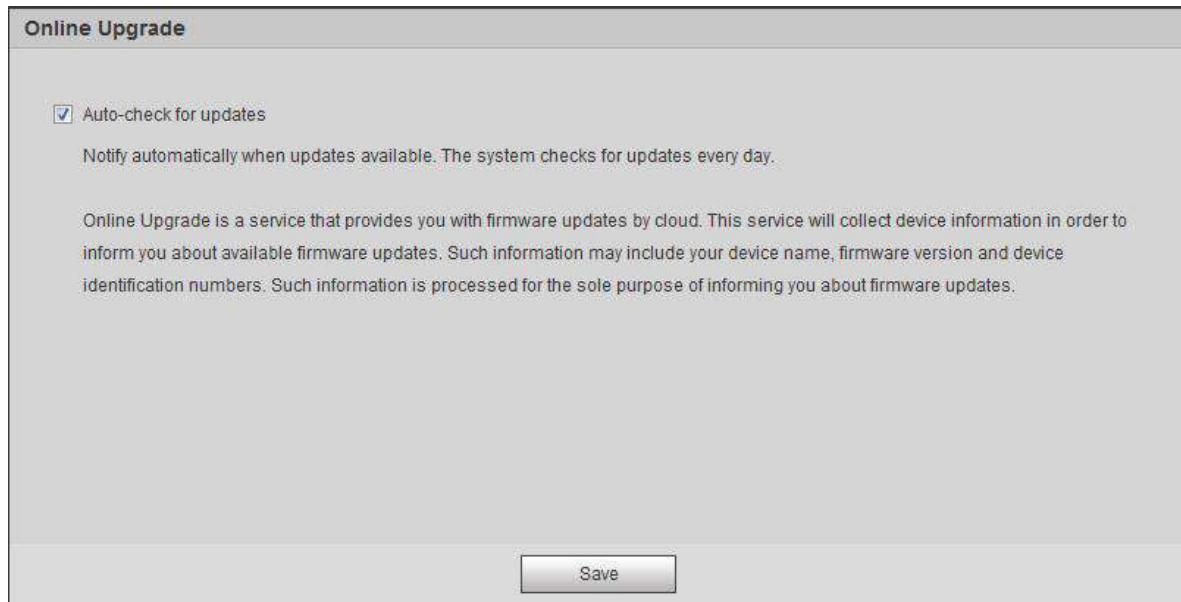 Online Upgrade
Auto-check for updates
Notify automatically when updates available. The system checks for updates every day.
Online Upgrade is a service that provides you with firmware updates by cloud. This service will collect device information in order to
inform you about available firmware updates. Such information may include your device name, firmware version and device
identification numbers. Such information is processed for the sole purpose of informing you about firmware updates.
Save